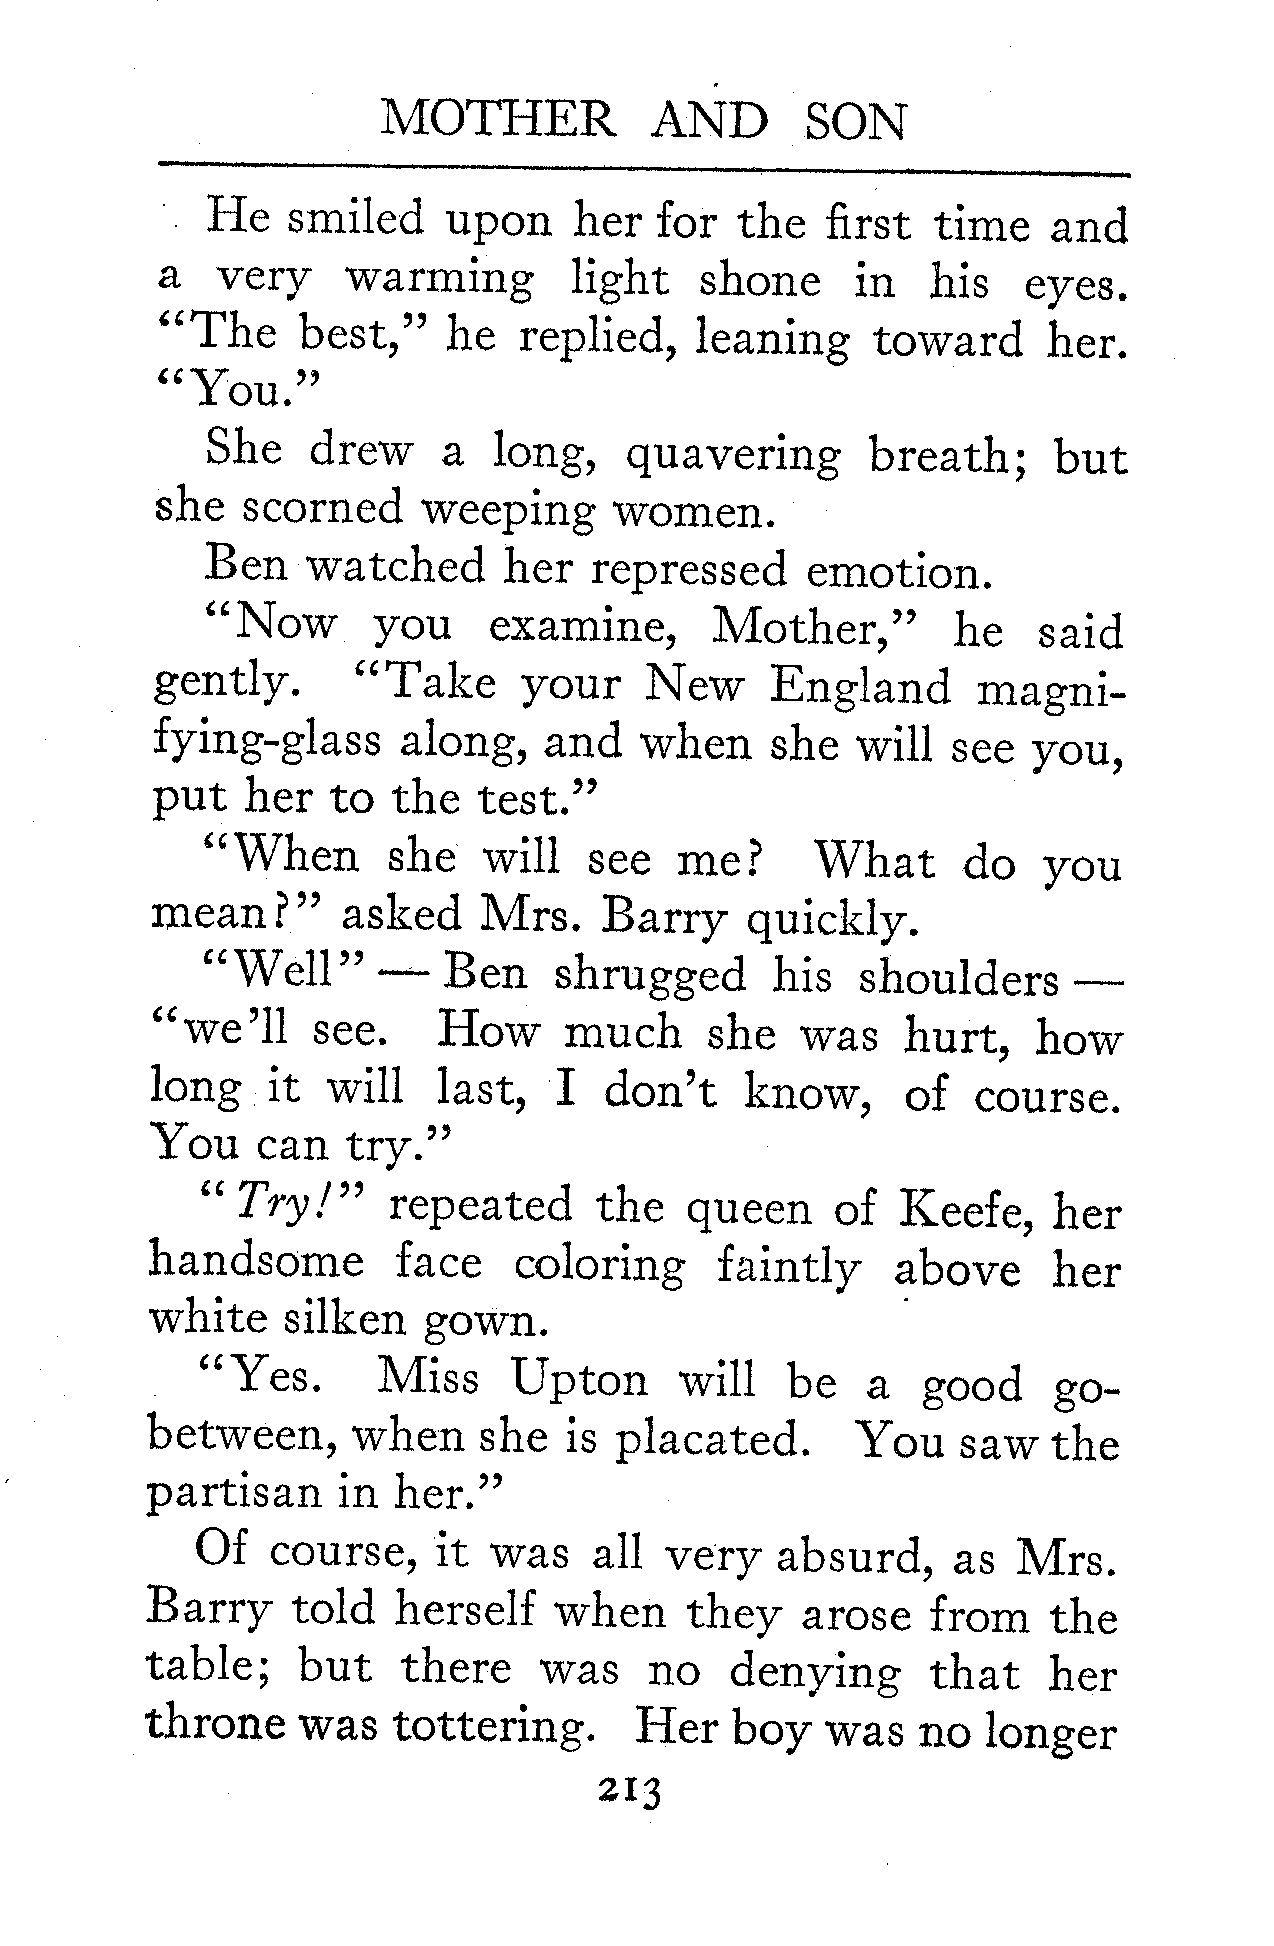 MOTHER AND SON
He smiled upon her for the first time and
a very warming light shone in his eyes.
“The best,” he replied, leaning toward her.
“You.”
She drew a long, quavering breath; but
she scorned weeping women.
Ben watched her repressed emotion.
“Now you examine, Mother,” he said
gently. “Take your New England magni-
fying-glass along, and when she will see you,
put her to the test.”
“When she will see me? What do you
mean?” asked Mrs. Barry quickly.
“Well” — Ben shrugged his shoulders —
“we'll see. How much she was hurt, how
long it will last, I don't know, of course.
You can try.”
“Try!” repeated the queen of Keefe, her
handsome face coloring faintly above her
white silken gown.
“Yes. Miss Upton will be a good go-
between, when she is placated. You saw the
partisan in her.”
Of course, it was all very absurd, as Mrs.
Barry told herself when they arose from the
table; but there was no denying that her
throne was tottering. Her boy was no longer
213